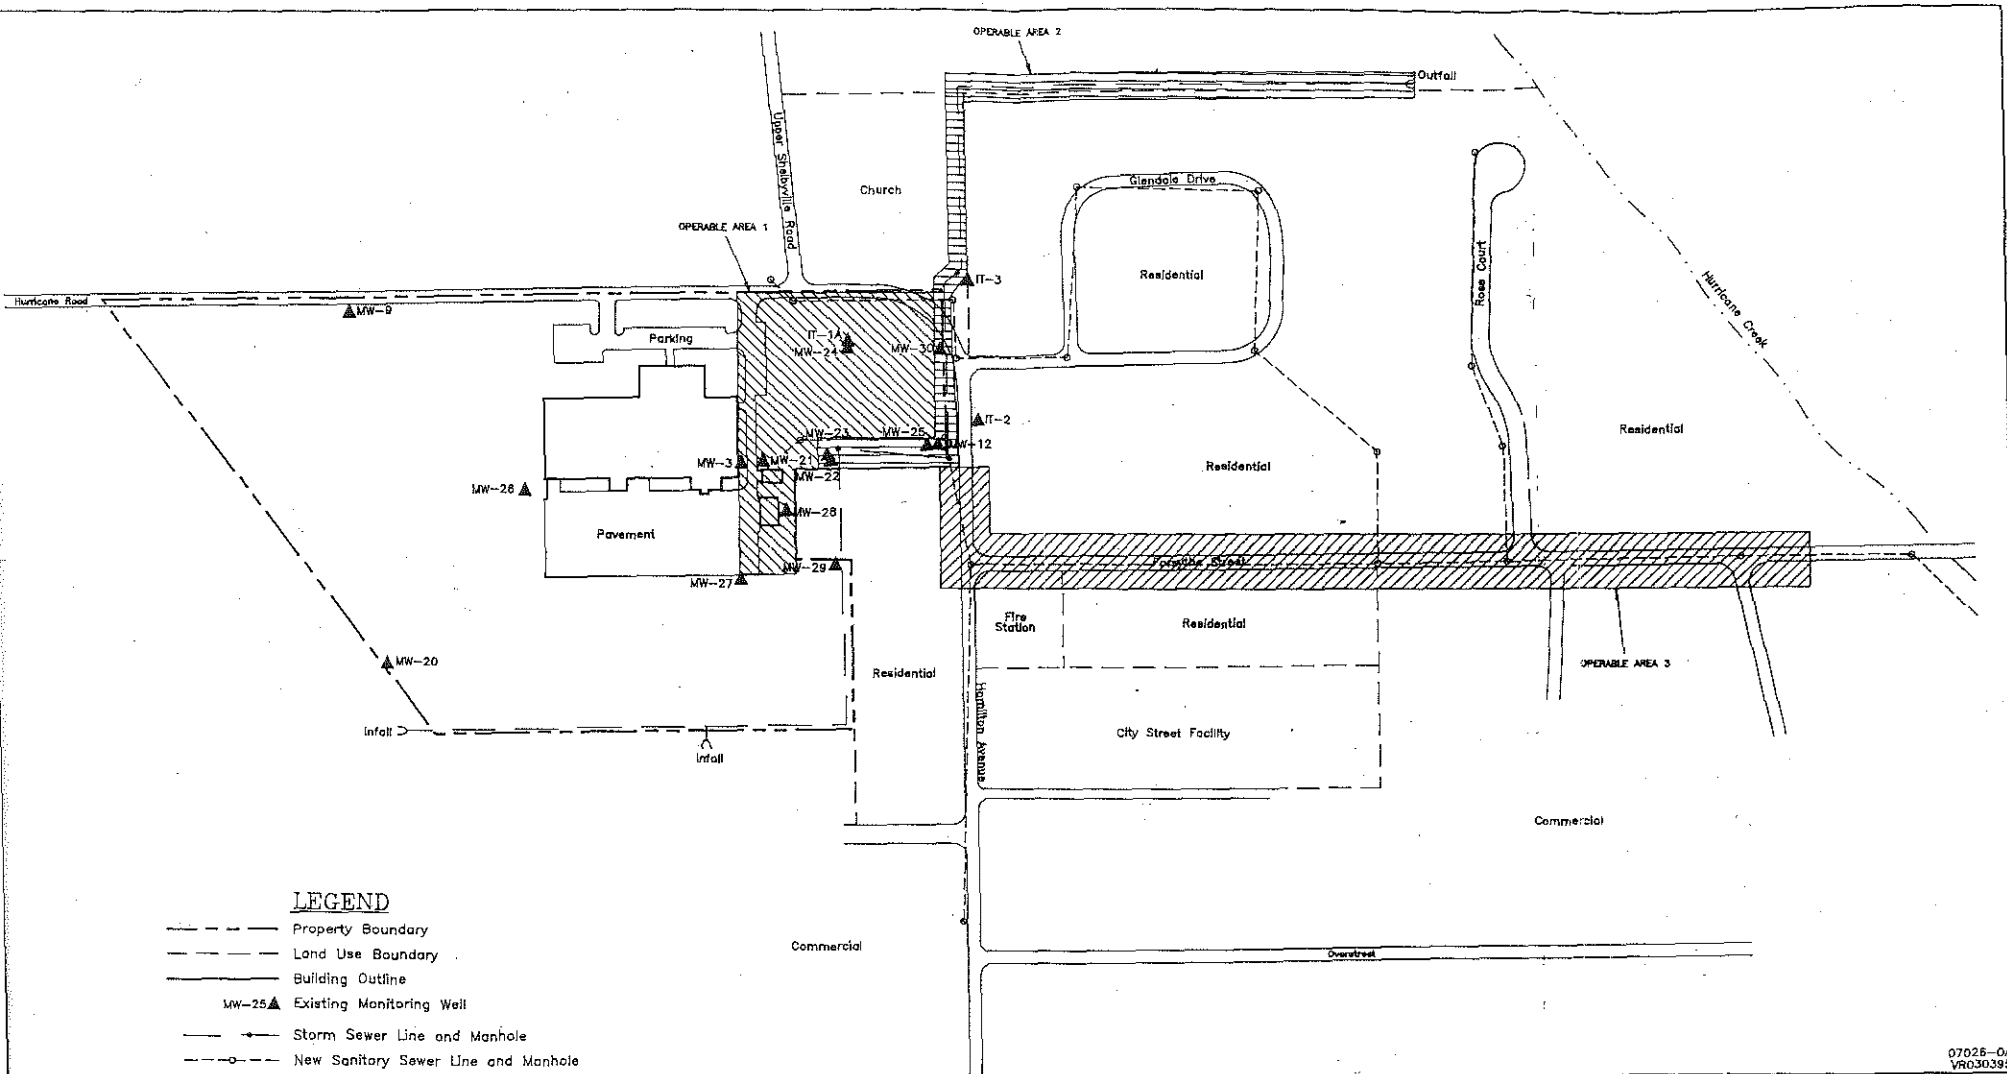 OPERABLE AREA 2
Outfall
Upper Shelbyville Road
Church
Glendale Drive
OPERABLE AREA 1
Residential
Rose Court
Hurricane Creek
IT-3
Hurricane Road
MW-9
Parking
IT-1A
MW-24
MW-30
IT-2
Residential
MW-23
MW-25
MW-12
MW-3
MW-21
MW-22
Residential
MW-26
MW-28
Pavement
MW-29
Forsythe Street
MW-27
Fire
Station
Residential
MW-20
Residential
OPERABLE AREA 3
Hamilton Avenue
Infall
City Street Facility
Infall
Commercial
LEGEND
Property Boundary
Commercial
Land Use Boundary
Overstreet
Building Outline
MW-25 Existing Monitoring Well
Storm Sewer Line and Manhole
New Sanitary Sewer Line and Manhole